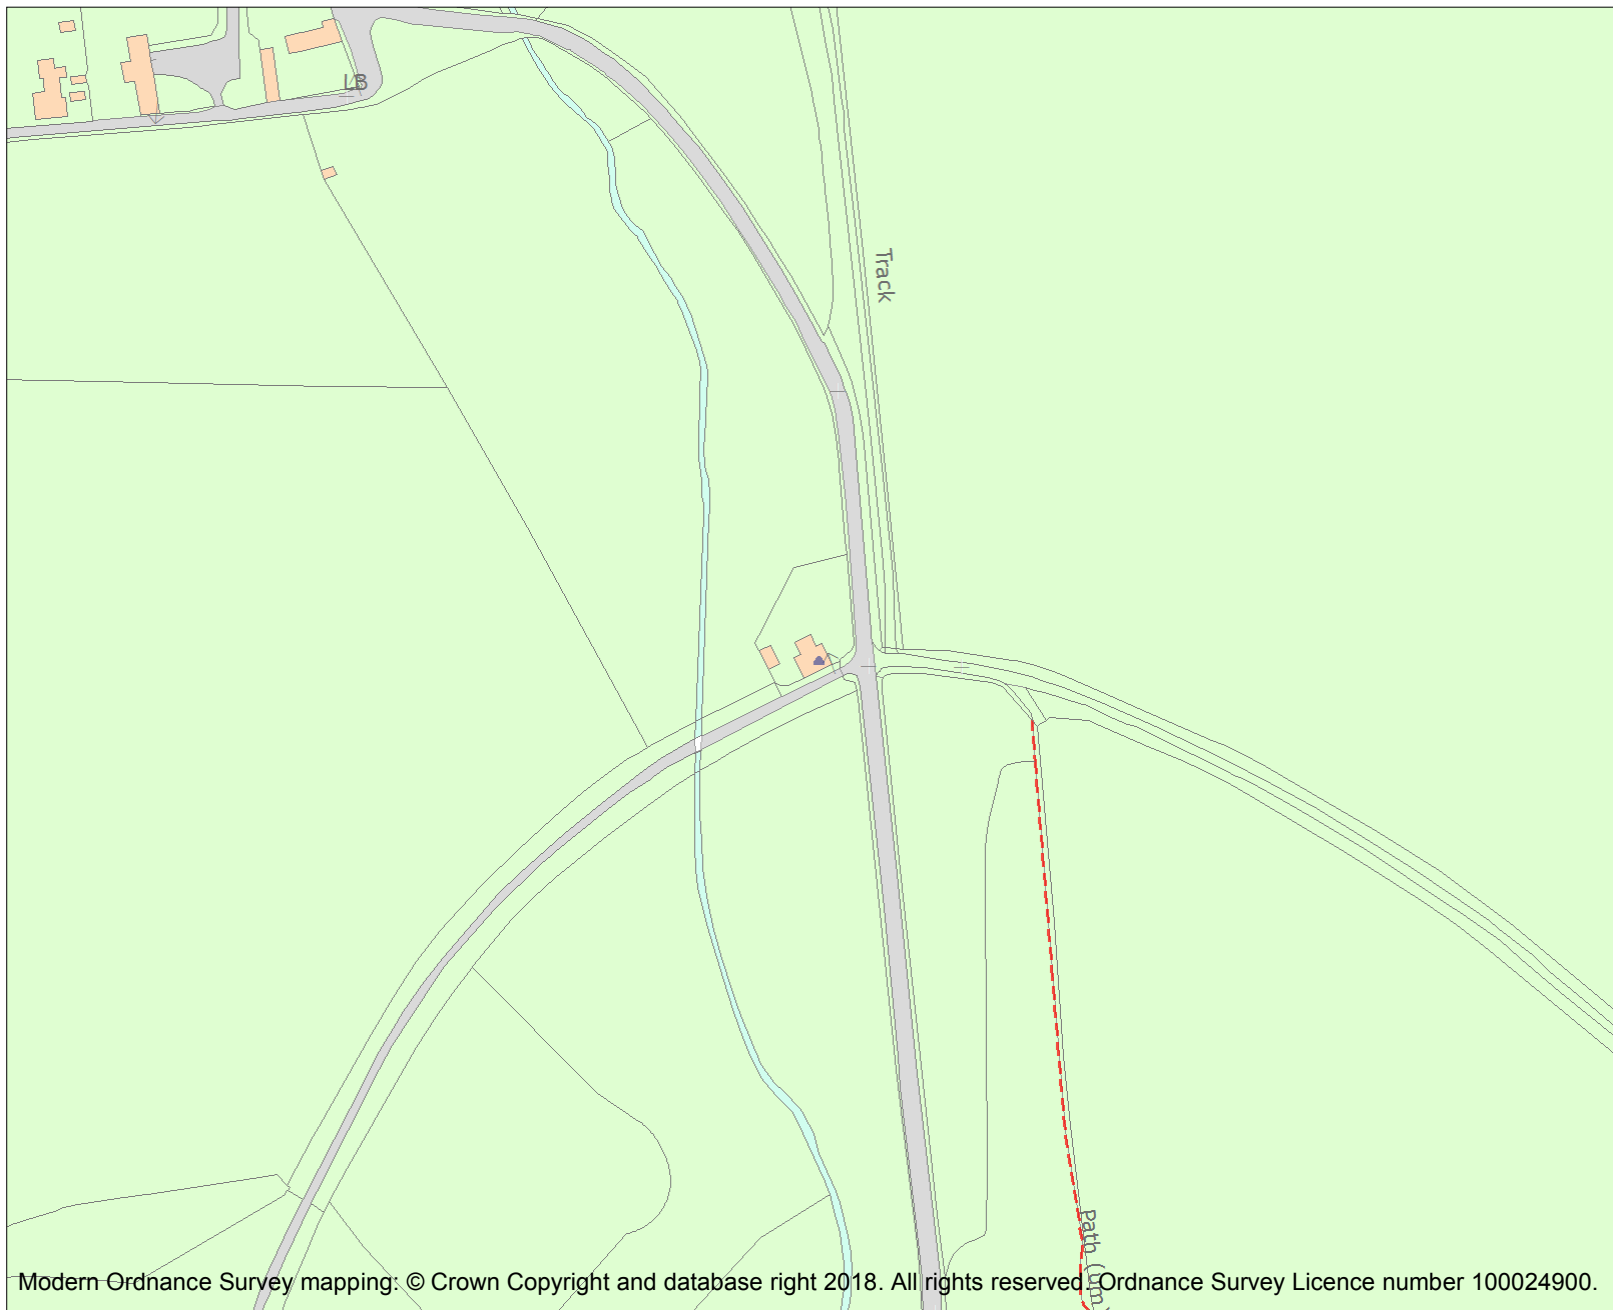 LB
Track
Path (um)
Modern Ordnance Survey mapping: © Crown Copyright and database right 2018. All rights reserved. Ordnance Survey Licence number 100024900.